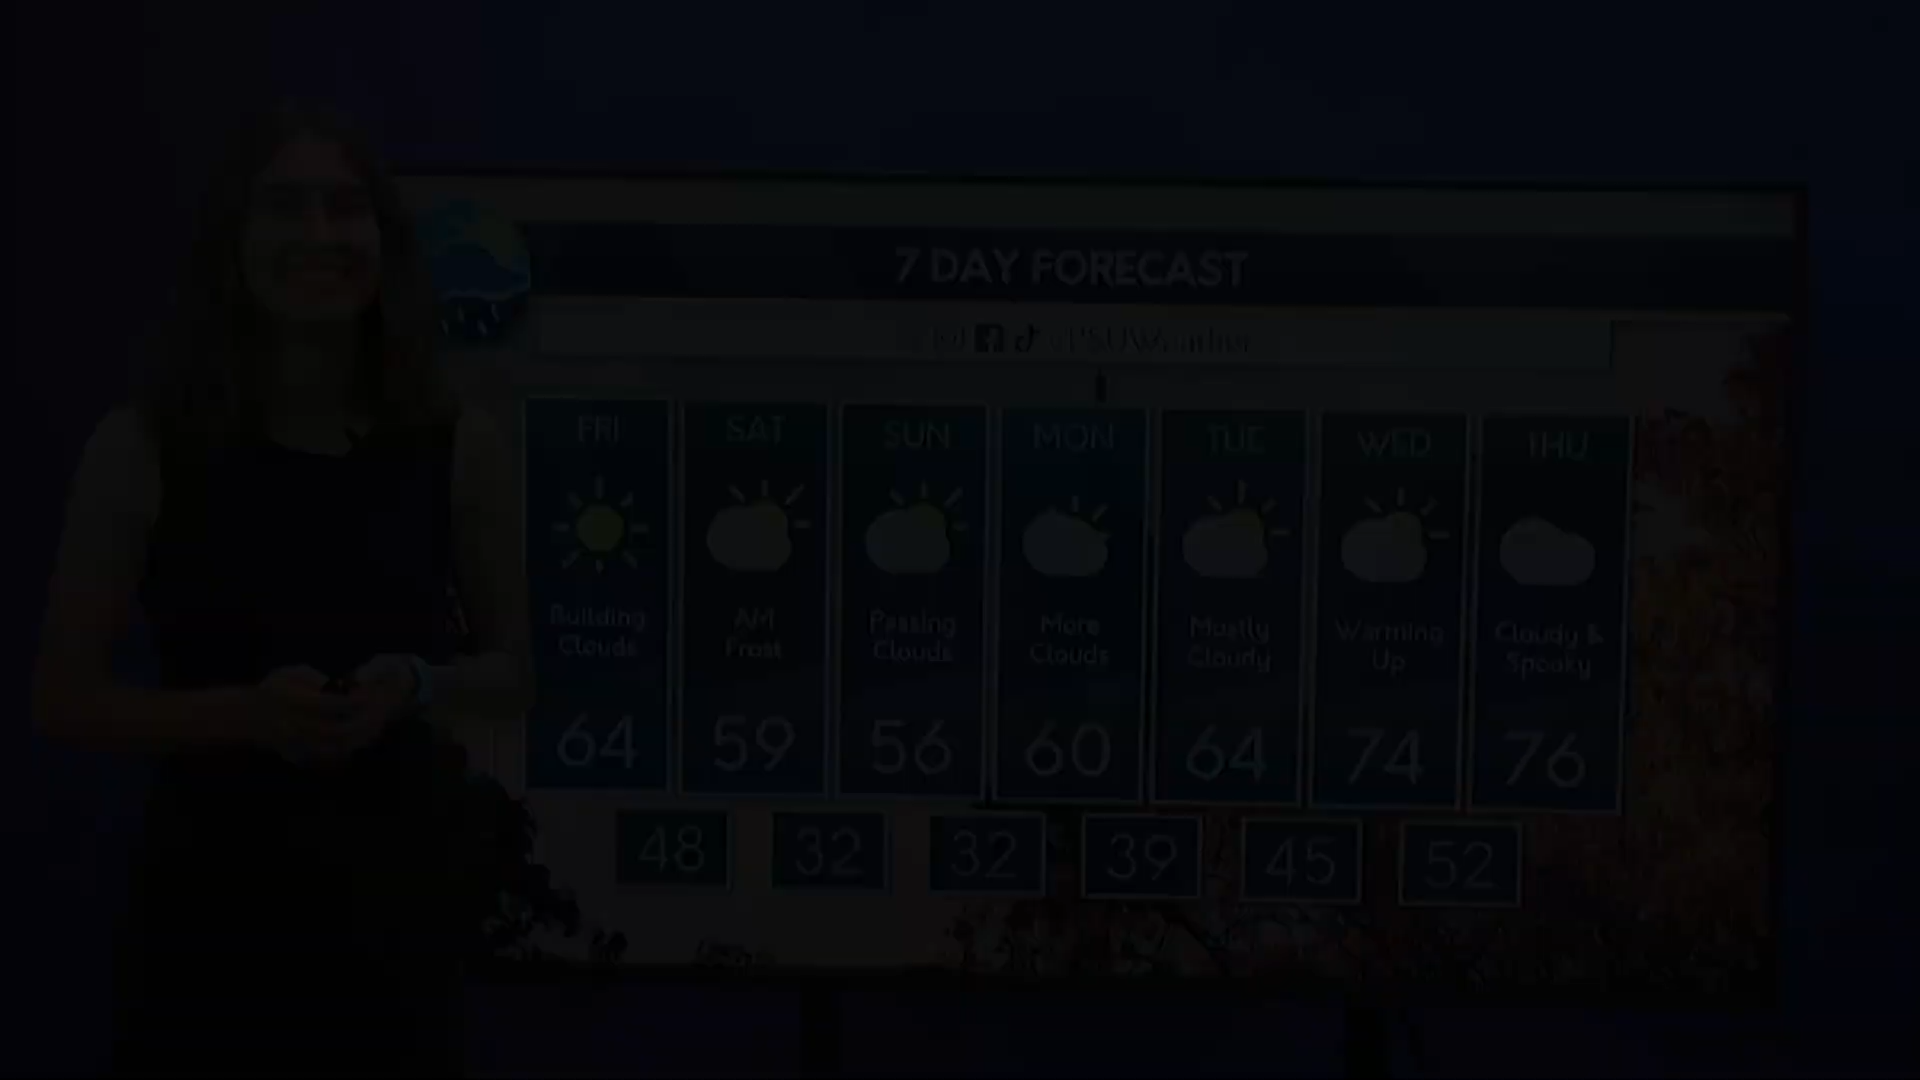 7 DAY FORECAST
@PSUWeather
FRI SAT SUN MON TUE WED THU
Building Clouds
AM Frost
Passing Clouds
More Clouds
Mostly Cloudy
Warming Up
Cloudy & Spooky
64 59 56 60 64 74 76
48 32 32 39 45 52